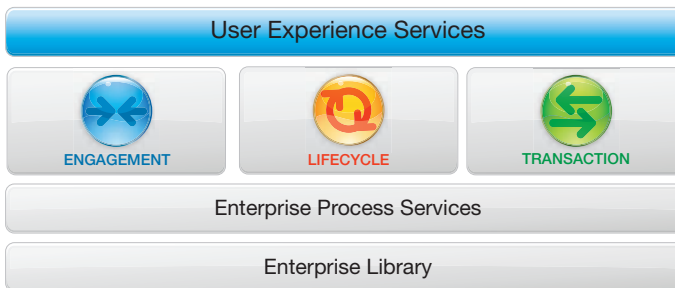 User Experience Services
ENGAGEMENT
LIFECYCLE
TRANSACTION
Enterprise Process Services
Enterprise Library